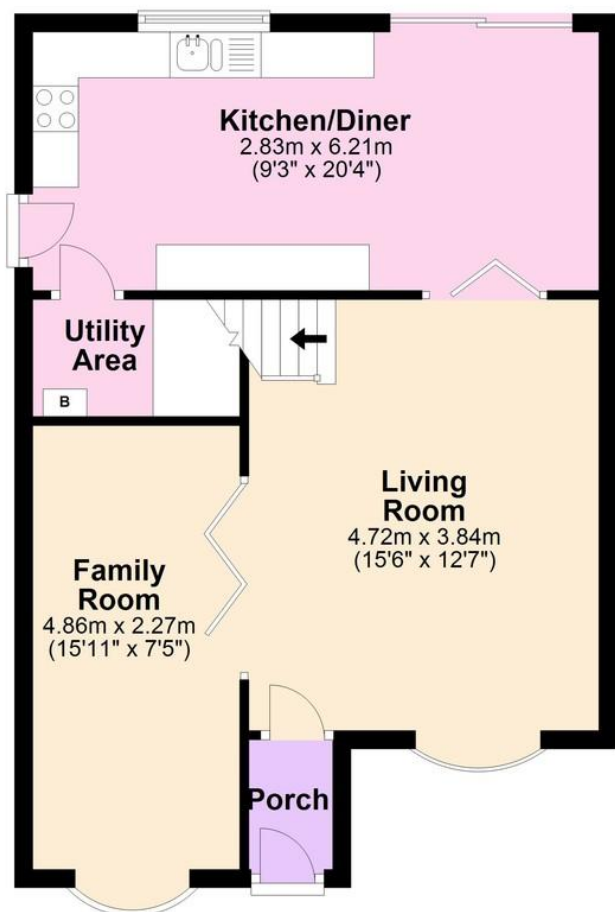 Kitchen/Diner
2.83m x 6.21m
(9'3" x 20'4")
Utility
Area
B
Living
Room
4.72m x 3.84m
(15'6" x 12'7")
Family
Room
4.86m x 2.27m
(15'11" x 7'5")
Porch